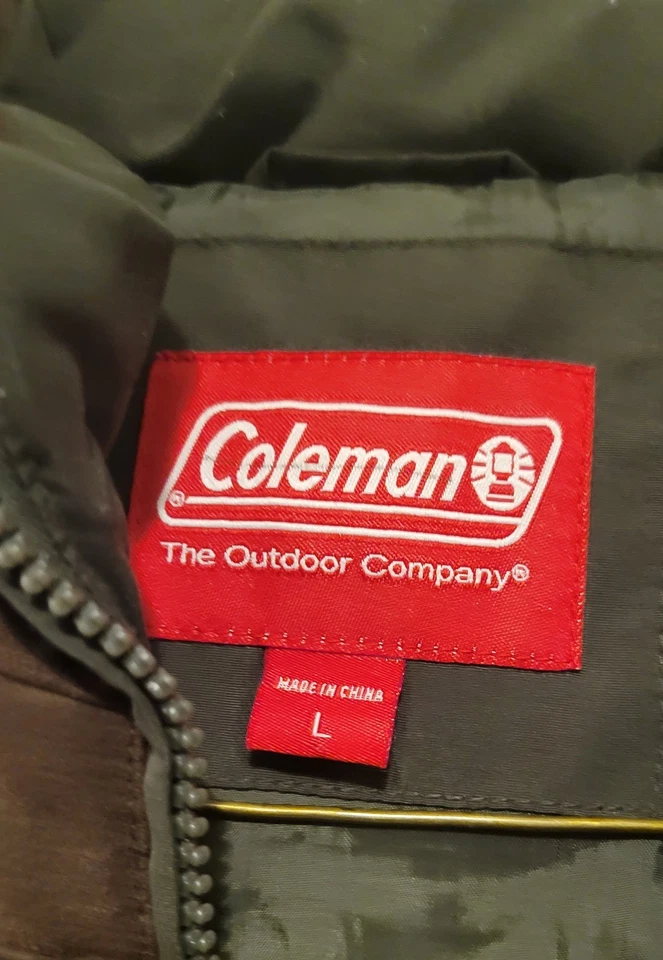 Coleman
®
The Outdoor Company®
MADE IN CHINA
L